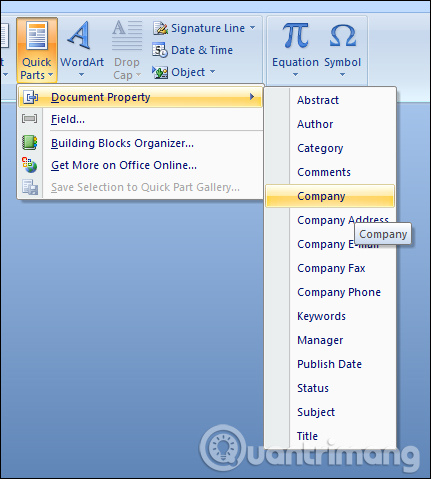 Quick Parts
WordArt
Drop Cap
Signature Line
Date & Time
Object
Equation
Symbol
Document Property
Field...
Building Blocks Organizer...
Get More on Office Online...
Save Selection to Quick Part Gallery...
Abstract
Author
Category
Comments
Company
Company Address
Company
Company E-mail
Company Fax
Company Phone
Keywords
Manager
Publish Date
Status
Subject
Title
Quantrimang